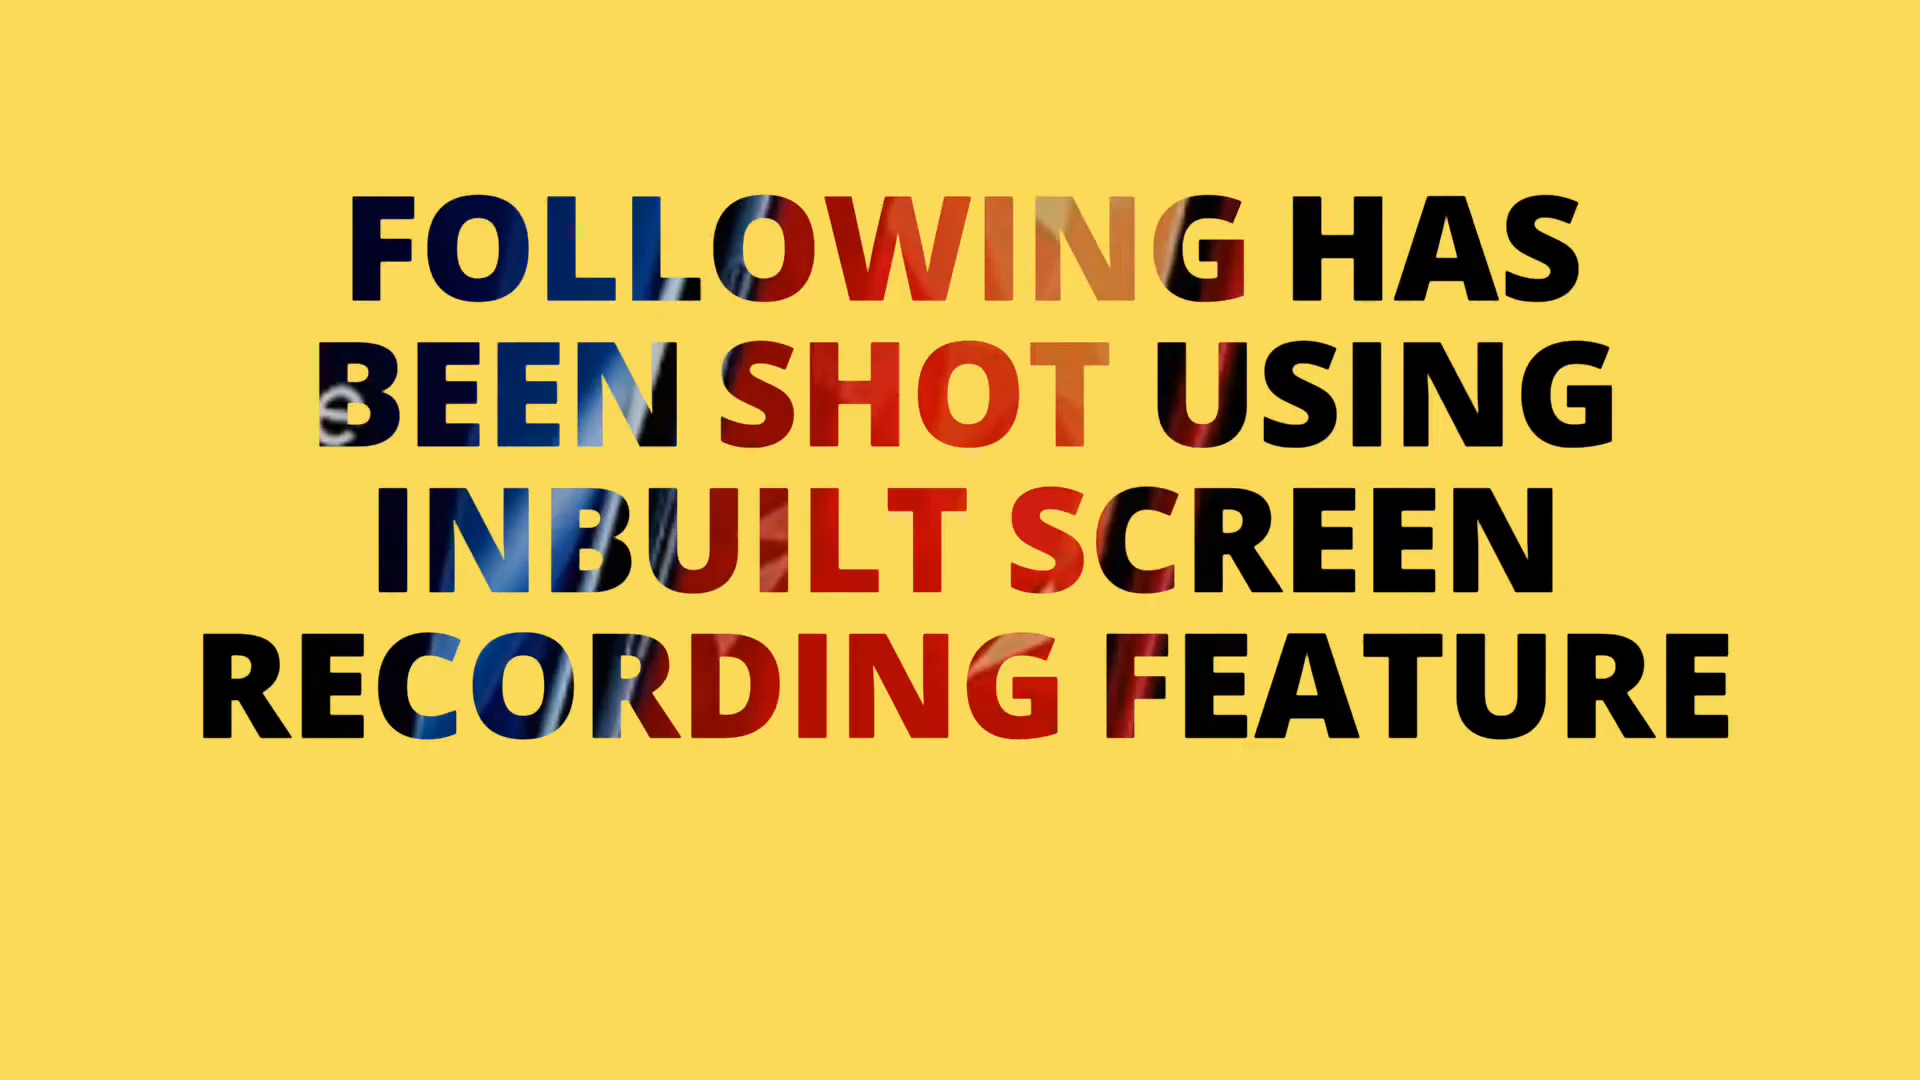 FOLLOWING HAS
BEEN SHOT USING
INBUILT SCREEN
RECORDING FEATURE